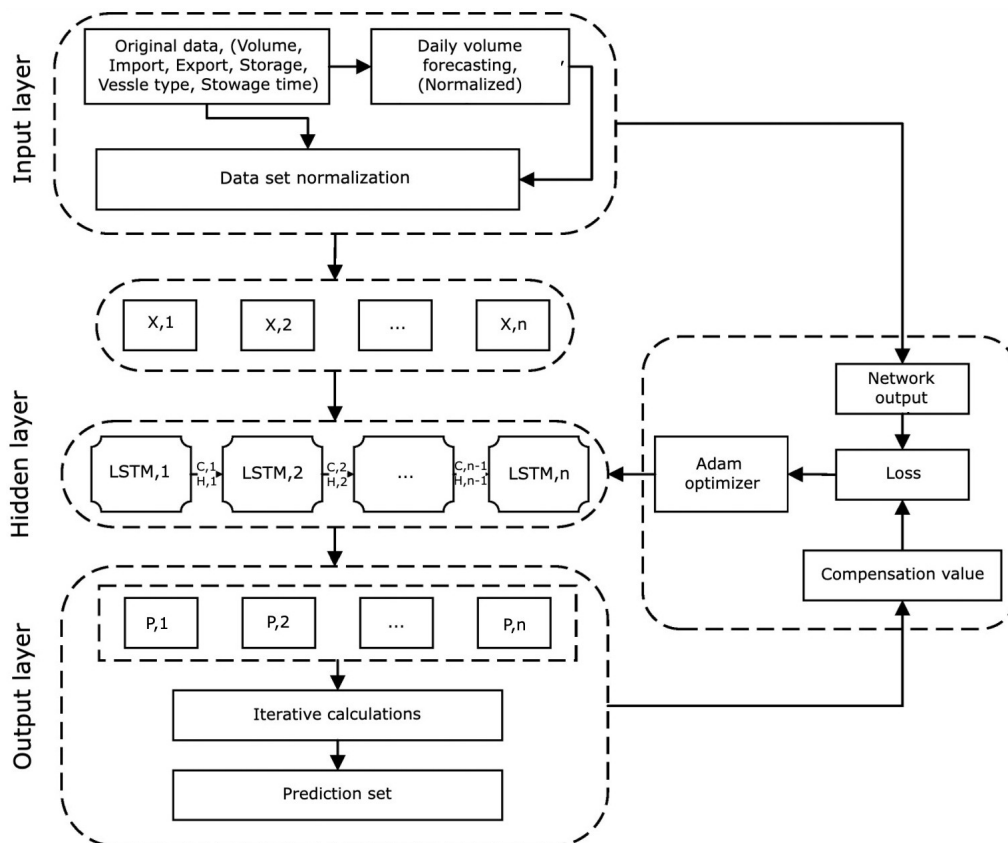 Input layer
Original data, (Volume,
Import, Export, Storage,
Vessle type, Stowage time)
Daily volume
forecasting,
(Normalized)
,
Data set normalization
X,1
X,2
...
X,n
Hidden layer
LSTM,1
C,1
H,1
LSTM,2
C,2
H,2
...
C,n-1
H,n-1
LSTM,n
Network
output
Adam
optimizer
Loss
Compensation value
Output layer
P,1
P,2
...
P,n
Iterative calculations
Prediction set